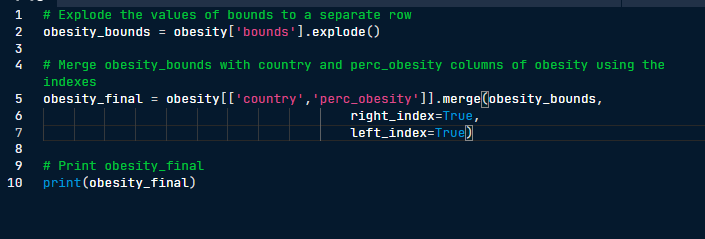 1 # Explode the values of bounds to a separate row
2 obesity_bounds = obesity['bounds'].explode()
3
4 # Merge obesity_bounds with country and perc_obesity columns of obesity using the
indexes
5 obesity_final = obesity[['country','perc_obesity']].merge(obesity_bounds,
6 right_index=True,
7 left_index=True)
8
9 # Print obesity_final
10 print(obesity_final)